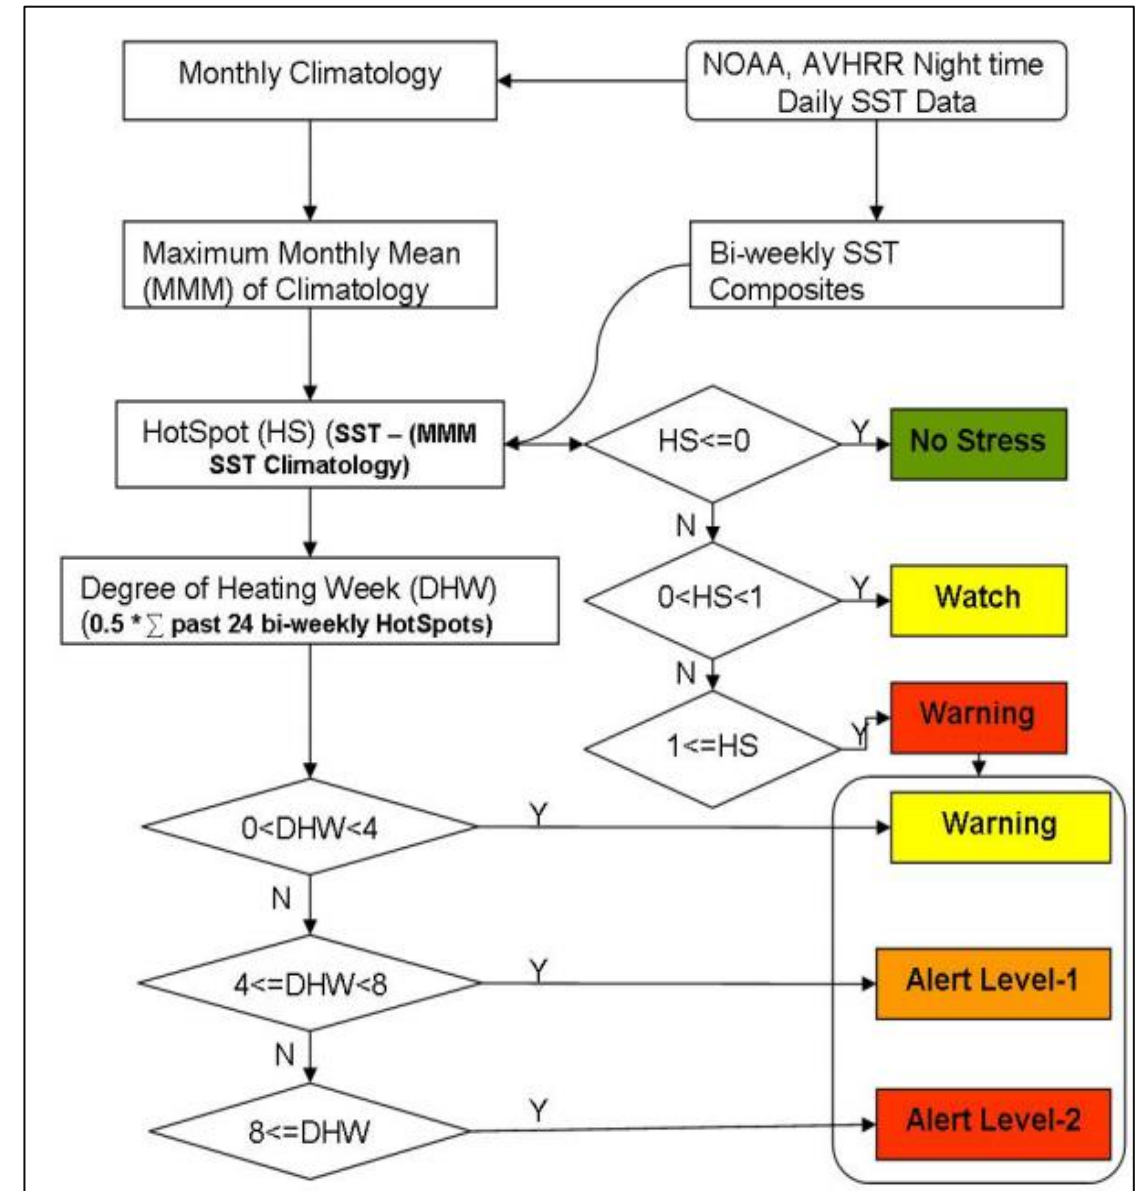 Monthly Climatology
NOAA, AVHRR Night time
Daily SST Data
Maximum Monthly Mean
(MMM) of Climatology
Bi-weekly SST
Composites
HotSpot (HS) (SST – (MMM
SST Climatology)
HS<=0
Y
No Stress
N
Degree of Heating Week (DHW)
(0.5 * ∑ past 24 bi-weekly HotSpots)
0<HS<1
Y
Watch
N
1<=HS
Y
Warning
0<DHW<4
Y
Warning
N
4<=DHW<8
Y
Alert Level-1
N
8<=DHW
Y
Alert Level-2